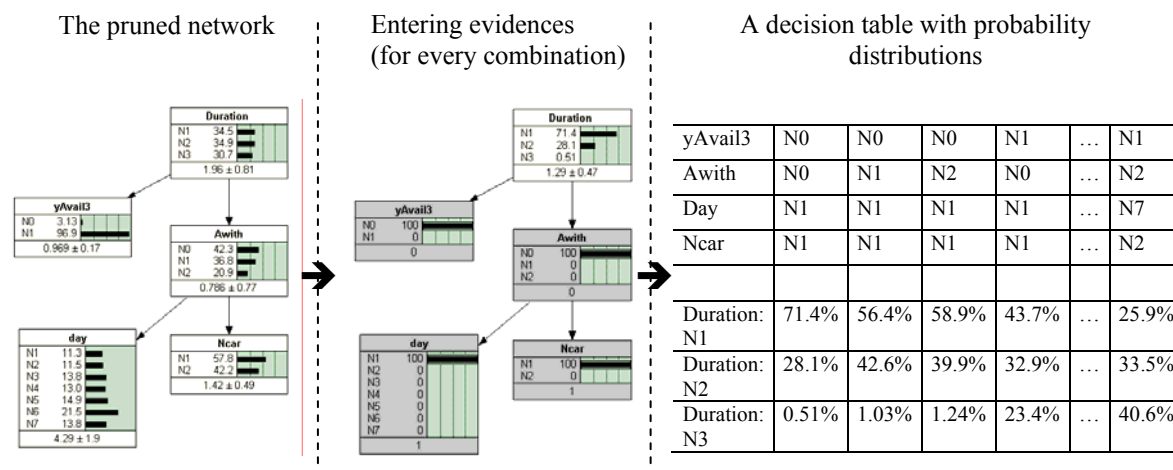 The pruned network
Duration
N1 34.5
N2 34.9
N3 30.7
1.96 ± 0.81
yAvail3
N0 3.13
N1 96.9
0.969 ± 0.17
Awith
N0 42.3
N1 36.8
N2 20.9
0.786 ± 0.77
day
N1 11.3
N2 11.5
N3 13.8
N4 13.0
N5 14.9
N6 21.5
N7 13.8
4.29 ± 1.9
Ncar
N1 57.8
N2 42.2
1.42 ± 0.49
Entering evidences
(for every combination)
Duration
N1 71.4
N2 28.1
N3 0.51
1.29 ± 0.47
yAvail3
N0 100
N1 0
0
Awith
N0 100
N1 0
N2 0
0
day
N1 100
N2 0
N3 0
N4 0
N5 0
N6 0
N7 0
1
Ncar
N1 100
N2 0
1
A decision table with probability
distributions
yAvail3 N0 N0 N0 N1 … N1
Awith N0 N1 N2 N0 … N2
Day N1 N1 N1 N1 … N7
Ncar N1 N1 N1 N1 … N2
Duration: 71.4% 56.4% 58.9% 43.7% … 25.9%
N1
Duration: 28.1% 42.6% 39.9% 32.9% … 33.5%
N2
Duration: 0.51% 1.03% 1.24% 23.4% … 40.6%
N3